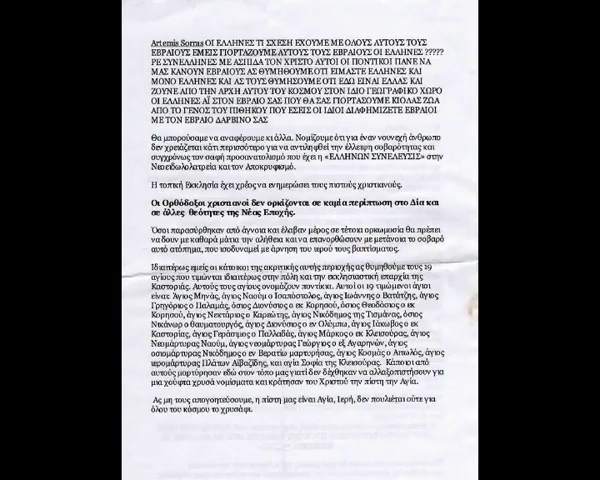 Artemis Sorras ΟΙ ΕΛΛΗΝΕΣ ΤΙ ΣΧΕΣΗ ΕΧΟΥΜΕ ΜΕ ΟΛΟΥΣ ΑΥΤΟΥΣ ΤΟΥΣ
ΕΒΡΑΙΟΥΣ ΕΜΕΙΣ ΓΙΟΡΤΑΖΟΥΜΕ ΑΥΤΟΥΣ ΤΟΥΣ ΕΒΡΑΙΟΥΣ ΟΙ ΕΛΛΗΝΕΣ ?????
ΡΕ ΣΥΝΕΛΛΗΝΕΣ ΜΕ ΑΣΠΙΔΑ ΤΟΝ ΧΡΙΣΤΟ ΑΥΤΟΙ ΟΙ ΠΟΝΤΙΚΟΙ ΠΑΝΕ ΝΑ
ΜΑΣ ΚΑΝΟΥΝ ΕΒΡΑΙΟΥΣ ΑΣ ΘΥΜΗΘΟΥΜΕ ΟΤΙ ΕΙΜΑΣΤΕ ΕΛΛΗΝΕΣ ΚΑΙ
ΜΟΝΟ ΕΛΛΗΝΕΣ ΚΑΙ ΑΣ ΤΟΥΣ ΘΥΜΗΣΟΥΜΕ ΟΤΙ ΕΔΩ ΕΙΝΑΙ ΕΛΛΑΣ ΚΑΙ
ΖΟΥΝΕ ΑΠΟ ΤΗΝ ΑΡΧΗ ΑΥΤΟΥ ΤΟΥ ΚΟΣΜΟΥ ΣΤΟΝ ΙΔΙΟ ΓΕΩΓΡΑΦΙΚΟ ΧΩΡΟ
ΟΙ ΕΛΛΗΝΕΣ ΑΪ ΣΤΟΝ ΕΒΡΑΙΟ ΣΑΣ ΠΟΥ ΘΑ ΣΑΣ ΓΙΟΡΤΑΣΟΥΜΕ ΚΙΟΛΑΣ ΖΩΑ
ΑΠΟ ΤΟ ΓΕΝΟΣ ΤΟΥ ΠΙΘΗΚΟΥ ΠΟΥ ΕΣΕΙΣ ΟΙ ΙΔΙΟΙ ΔΙΑΦΗΜΙΖΕΤΕ ΕΒΡΑΙΟΙ
ΜΕ ΤΟΝ ΕΒΡΑΙΟ ΔΑΡΒΙΝΟ ΣΑΣ
Θα μπορούσαμε να αναφέρουμε κι άλλα. Νομίζουμε ότι για έναν νουνεχή άνθρωπο
δεν χρειάζεται κάτι περισσότερο για να αντιληφθεί την έλλειψη σοβαρότητας και
συγχρόνως τον σαφή προσανατολισμό που έχει η «ΕΛΛΗΝΩΝ ΣΥΝΕΛΕΥΣΙΣ» στην
Νεοειδωλολατρεία και τον Αποκρυφισμό.
Η τοπική Εκκλησία έχει χρέος να ενημερώσει τους πιστούς χριστιανούς.
Οι Ορθόδοξοι χριστιανοί δεν ορκίζονται σε καμία περίπτωση στο Δία και
σε άλλες θεότητες της Νέας Εποχής.
Όσοι παρασύρθηκαν από άγνοια και έλαβαν μέρος σε τέτοια ορκωμοσία θα πρέπει
να δουν με καθαρά μάτια την αλήθεια και να επανορθώσουν με μετάνοια το σοβαρό
αυτό ατόπημα, που ισοδυναμεί με άρνηση του ιερού τους βαπτίσματος.
Ιδιαιτέρως εμείς οι κάτοικοι της ακριτικής αυτής περιοχής ας θυμηθούμε τους 19
αγίους που τιμώνται ιδιαιτέρως στην πόλη και την εκκλησιαστική επαρχία της
Καστοριάς. Αυτούς τους αγίους ονομάζουν ποντίκια. Αυτοί οι 19 τιμώμενοι άγιοι
είναι: Άγιος Μηνάς, άγιος Ναούμ ο Ισαπόστολος, άγιος Ιωάννης ο Βατάτζης, άγιος
Γρηγόριος ο Παλαμάς, όσιος Διονύσιος ο εκ Κορησού, όσιος Θεοδόσιος ο εκ
Κορησού, άγιος Νεκτάριος ο Καρεώτης, άγιος Νικόδημος της Τισμάνας, όσιος
Νικάνωρ ο θαυματουργός, άγιος Διονύσιος ο εν Ολύμπω, άγιος Ιάκωβος ο εκ
Καστορίας, άγιος Γεράσιμος ο Παλλαδάς, άγιος Μάρκος ο εκ Κλεισούρας, άγιος
Νεομάρτυρας Ναούμ, άγιος νεομάρτυρας Γεώργιος ο εξ Αγαρηνών, άγιος
οσιομάρτυρας Νικόδημος ο εν Βερατίω μαρτυρήσας, άγιος Κοσμάς ο Αιτωλός, άγιος
ιερομάρτυρας Πλάτων Αϊβαζίδης, και αγία Σοφία της Κλεισούρας. Κάποιοι από
αυτούς μαρτύρησαν εδώ στον τόπο μας γιατί δεν δέχθηκαν να αλλαξοπιστήσουν για
μια χούφτα χρυσά νομίσματα και κράτησαν του Χριστού την πίστη την Αγία.
Ας μη τους απογοητεύσουμε, η πίστη μας είναι Αγία, Ιερή, δεν πουλιέται ούτε για
όλου του κόσμου το χρυσάφι.